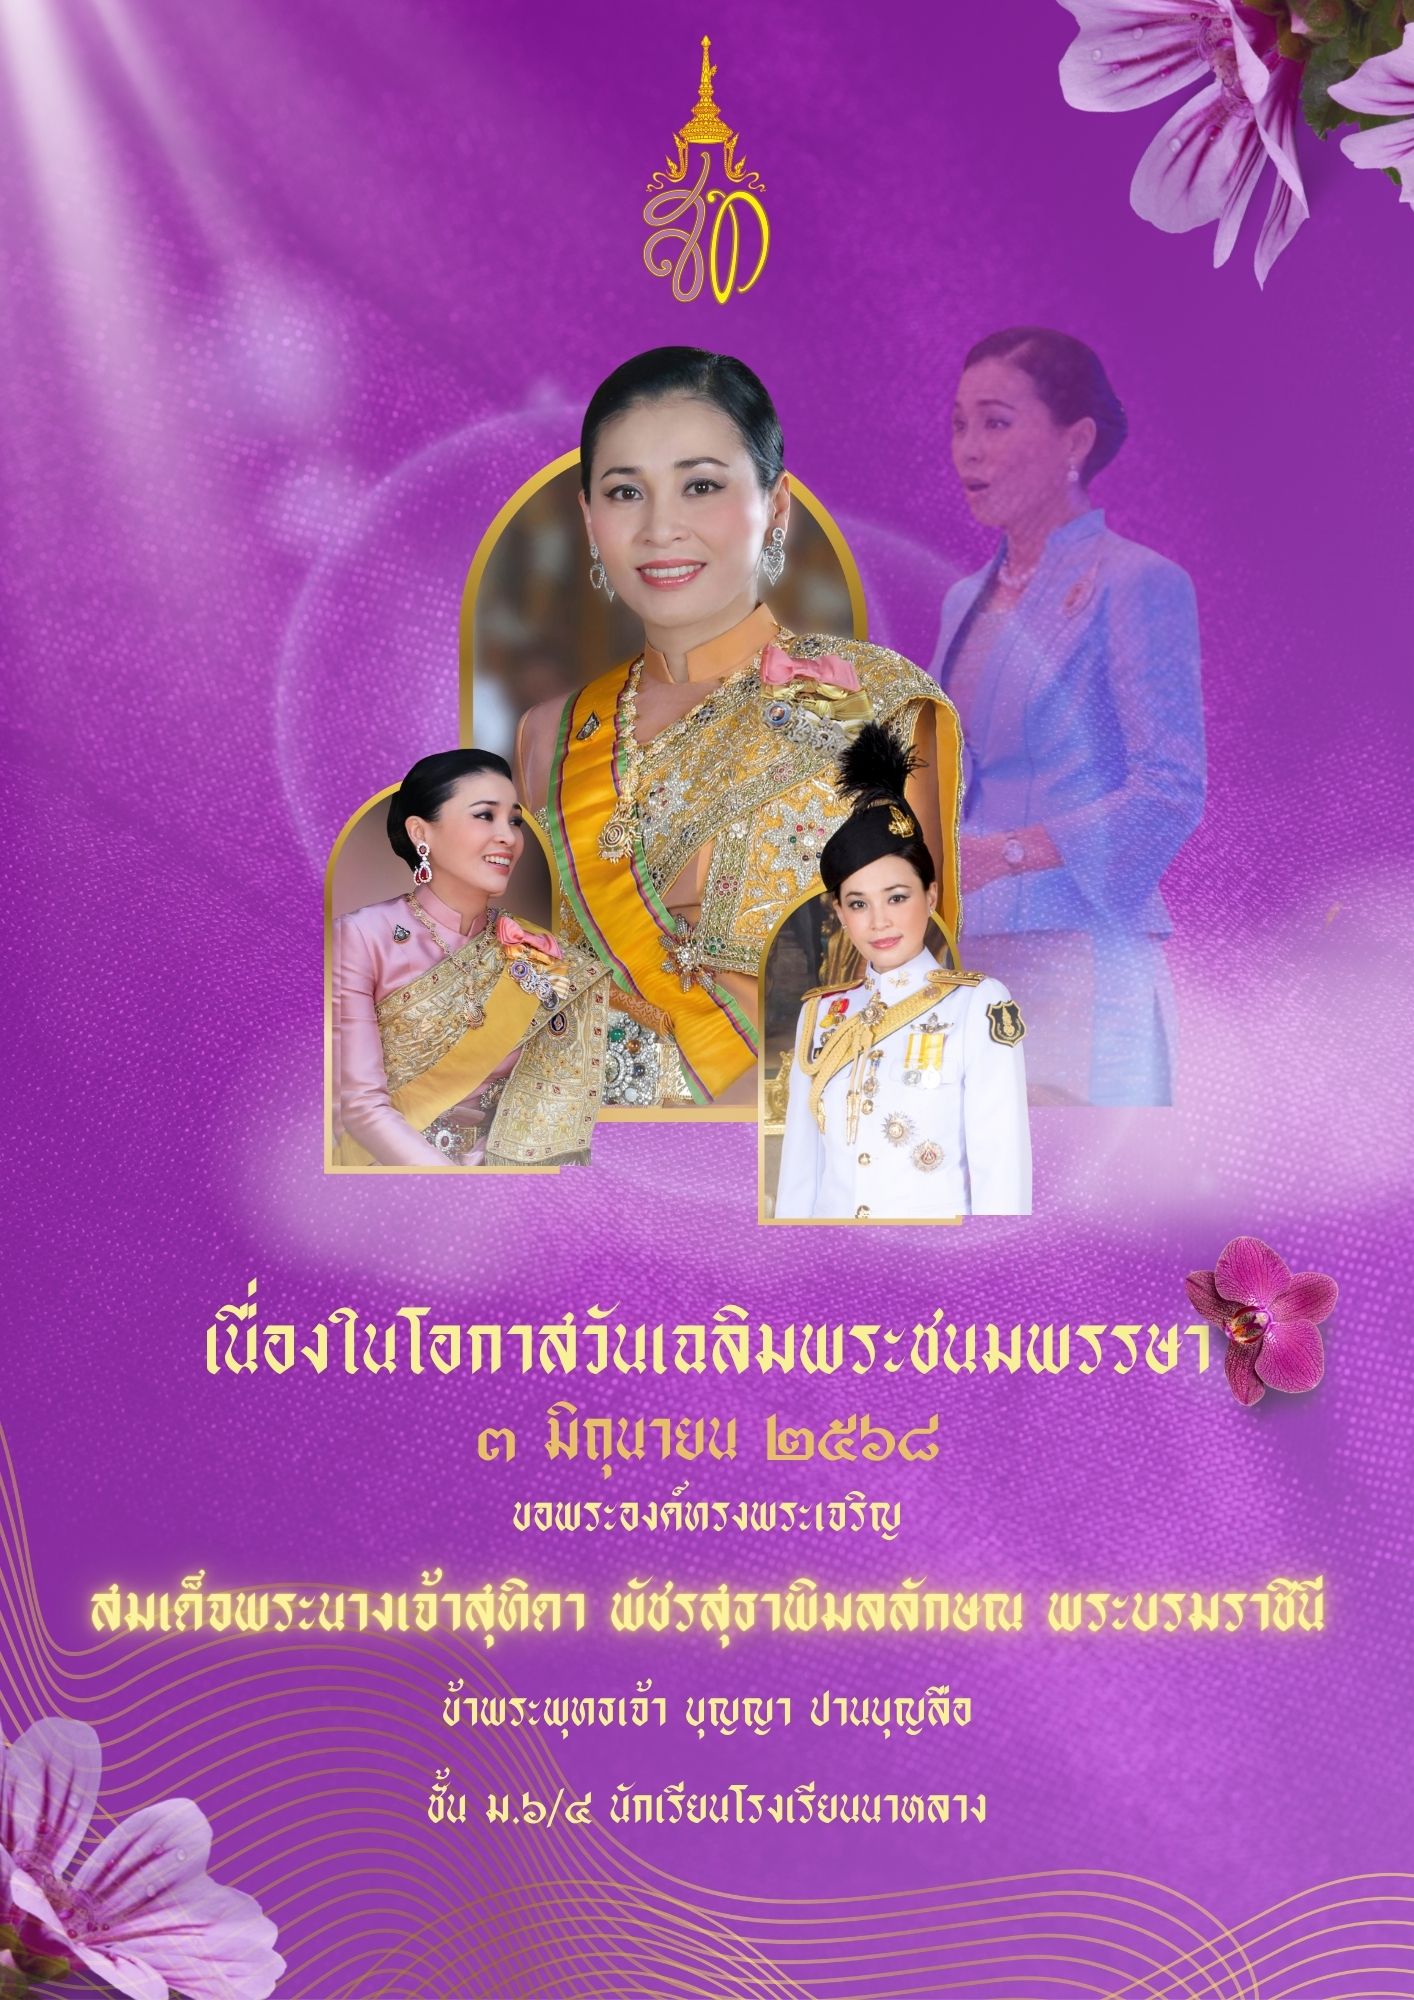 สท
เนื่องในโอกาสวันเฉลิมพระชนมพรรษา
๓ มิถุนายน ๒๕๖๘
ขอพระองค์ทรงพระเจริญ
สมเด็จพระนางเจ้าสุทิดา พัชรสุธาพิมลลักษณ พระบรมราชินี
ข้าพระพุทธเจ้า บุญญา ปานบุญลือ
ชั้น ม.๖/๔ นักเรียนโรงเรียนนาหลาง